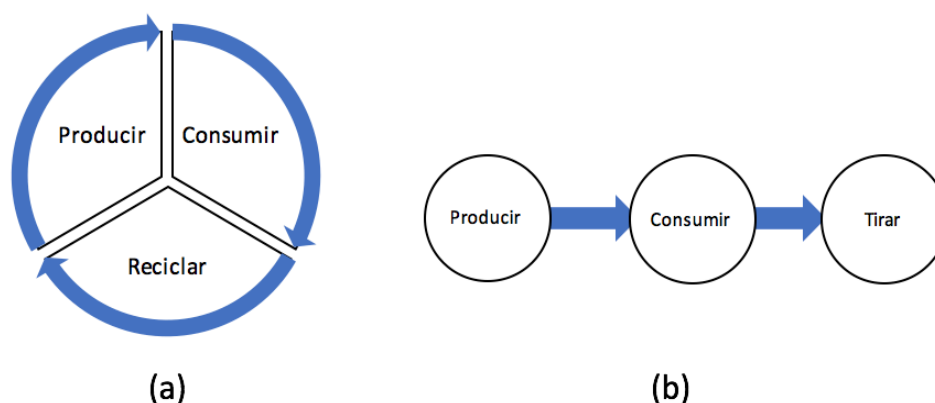 Producir
Consumir
Reciclar
(a)
Producir
Consumir
Tirar
(b)